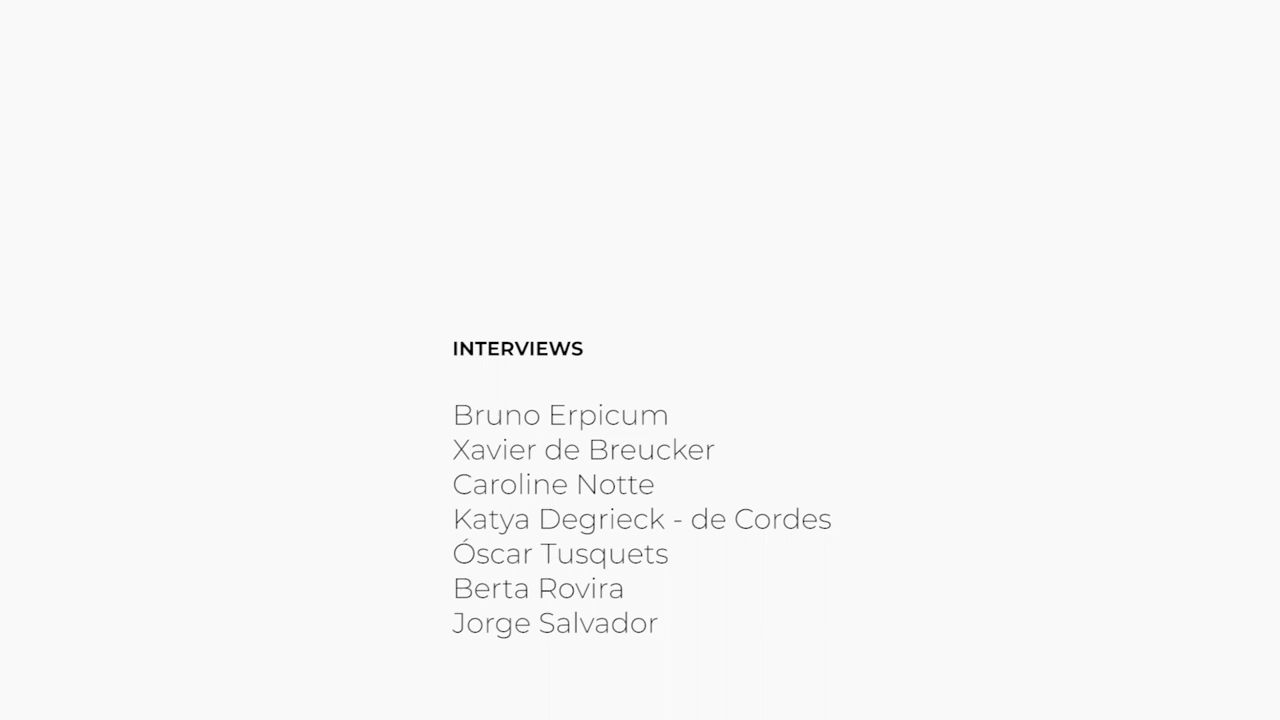 INTERVIEWS
Bruno Erpicum
Xavier de Breucker
Caroline Notte
Katya Degrieck - de Cordes
Óscar Tusquets
Berta Rovira
Jorge Salvador